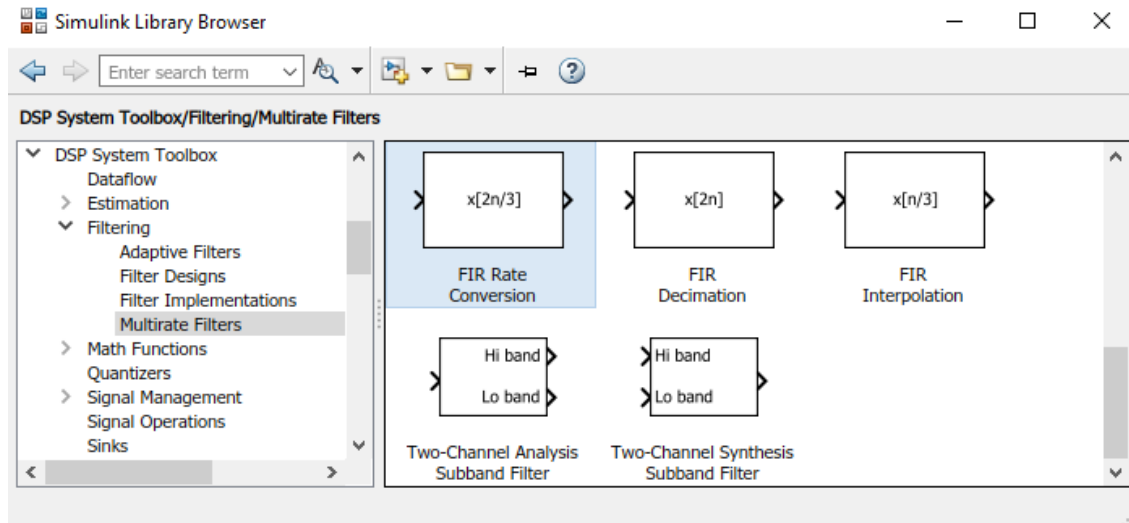 Simulink Library Browser
Enter search term
DSP System Toolbox/Filtering/Multirate Filters
DSP System Toolbox
Dataflow
Estimation
Filtering
Adaptive Filters
Filter Designs
Filter Implementations
Multirate Filters
Math Functions
Quantizers
Signal Management
Signal Operations
Sinks
x[2n/3]
FIR Rate
Conversion
x[2n]
FIR
Decimation
x[n/3]
FIR
Interpolation
Hi band
Lo band
Two-Channel Analysis
Subband Filter
Hi band
Lo band
Two-Channel Synthesis
Subband Filter